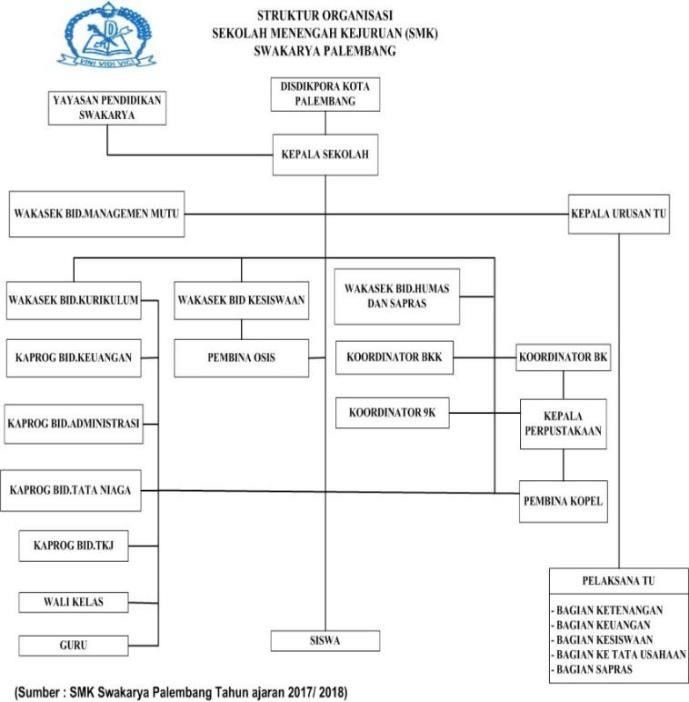 STRUKTUR ORGANISASI
SEKOLAH MENENGAH KEJURUAN (SMK)
SWAKARYA PALEMBANG
VINI VIDI VICI
YAYASAN PENDIDIKAN
SWAKARYA
DISDIKPORA KOTA
PALEMBANG
KEPALA SEKOLAH
WAKASEK BID.MANAGEMEN MUTU
KEPALA URUSAN TU
WAKASEK BID.KURIKULUM
WAKASEK BID KESISWAAN
WAKASEK BID.HUMAS
DAN SAPRAS
KAPROG BID.KEUANGAN
PEMBINA OSIS
KOORDINATOR BKK
KOORDINATOR BK
KAPROG BID.ADMINISTRASI
KOORDINATOR 9K
KEPALA
PERPUSTAKAAN
KAPROG BID.TATA NIAGA
PEMBINA KOPEL
KAPROG BID.TKJ
WALI KELAS
GURU
SISWA
PELAKSANA TU
- BAGIAN KETENANGAN
- BAGIAN KEUANGAN
- BAGIAN KESISWAAN
- BAGIAN KE TATA USAHAAN
- BAGIAN SAPRAS
(Sumber : SMK Swakarya Palembang Tahun ajaran 2017/ 2018)